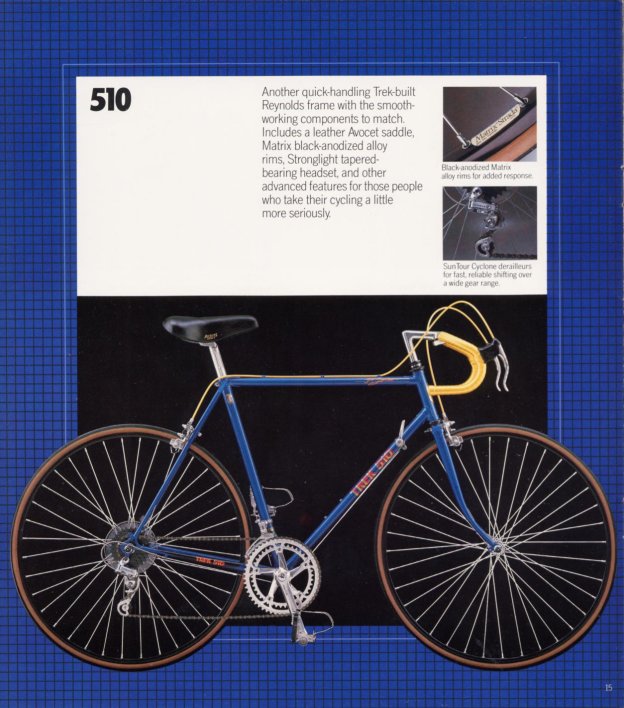 510
Another quick-handling Trek-built
Reynolds frame with the smooth-
working components to match.
Includes a leather Avocet saddle,
Matrix black-anodized alloy
rims, Stronglight tapered-
bearing headset, and other
advanced features for those people
who take their cycling a little
more seriously.
Matrix Strada
Black-anodized Matrix
alloy rims for added response.
SunTour Cyclone derailleurs
for fast, reliable shifting over
a wide gear range.
TREK 510
TREK 510
15